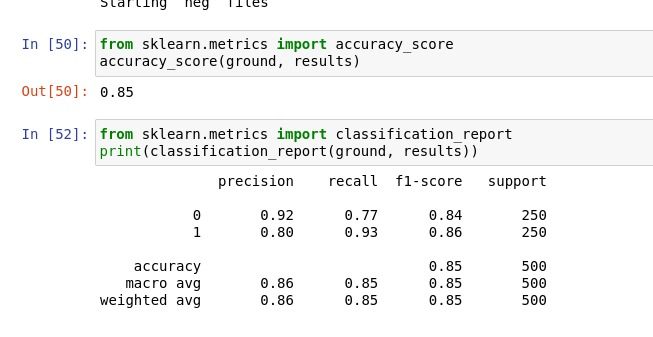 Starting neg files
In [50]: from sklearn.metrics import accuracy_score
accuracy_score(ground, results)
Out[50]: 0.85
In [52]: from sklearn.metrics import classification_report
print(classification_report(ground, results))
precision recall f1-score support
0 0.92 0.77 0.84 250
1 0.80 0.93 0.86 250
accuracy 0.85 500
macro avg 0.86 0.85 0.85 500
weighted avg 0.86 0.85 0.85 500